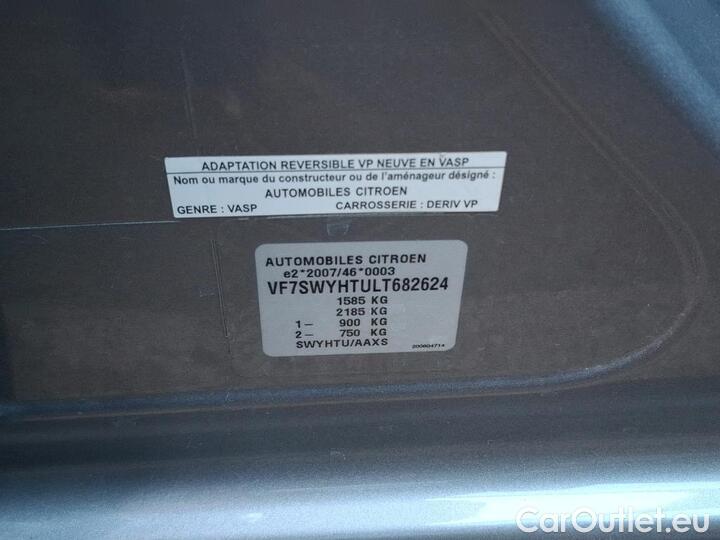 ADAPTATION REVERSIBLE VP NEUVE EN VASP
Nom ou marque du constructeur ou de l'aménageur désigné :
AUTOMOBILES CITROEN
GENRE : VASP CARROSSERIE : DERIV VP
AUTOMOBILES CITROEN
e2*2007/46*0003
VF7SWYHTULT682624
1585 KG
2185 KG
1– 900 KG
2– 750 KG
SWYHTU/AAXS 200604714
CarOutlet.eu